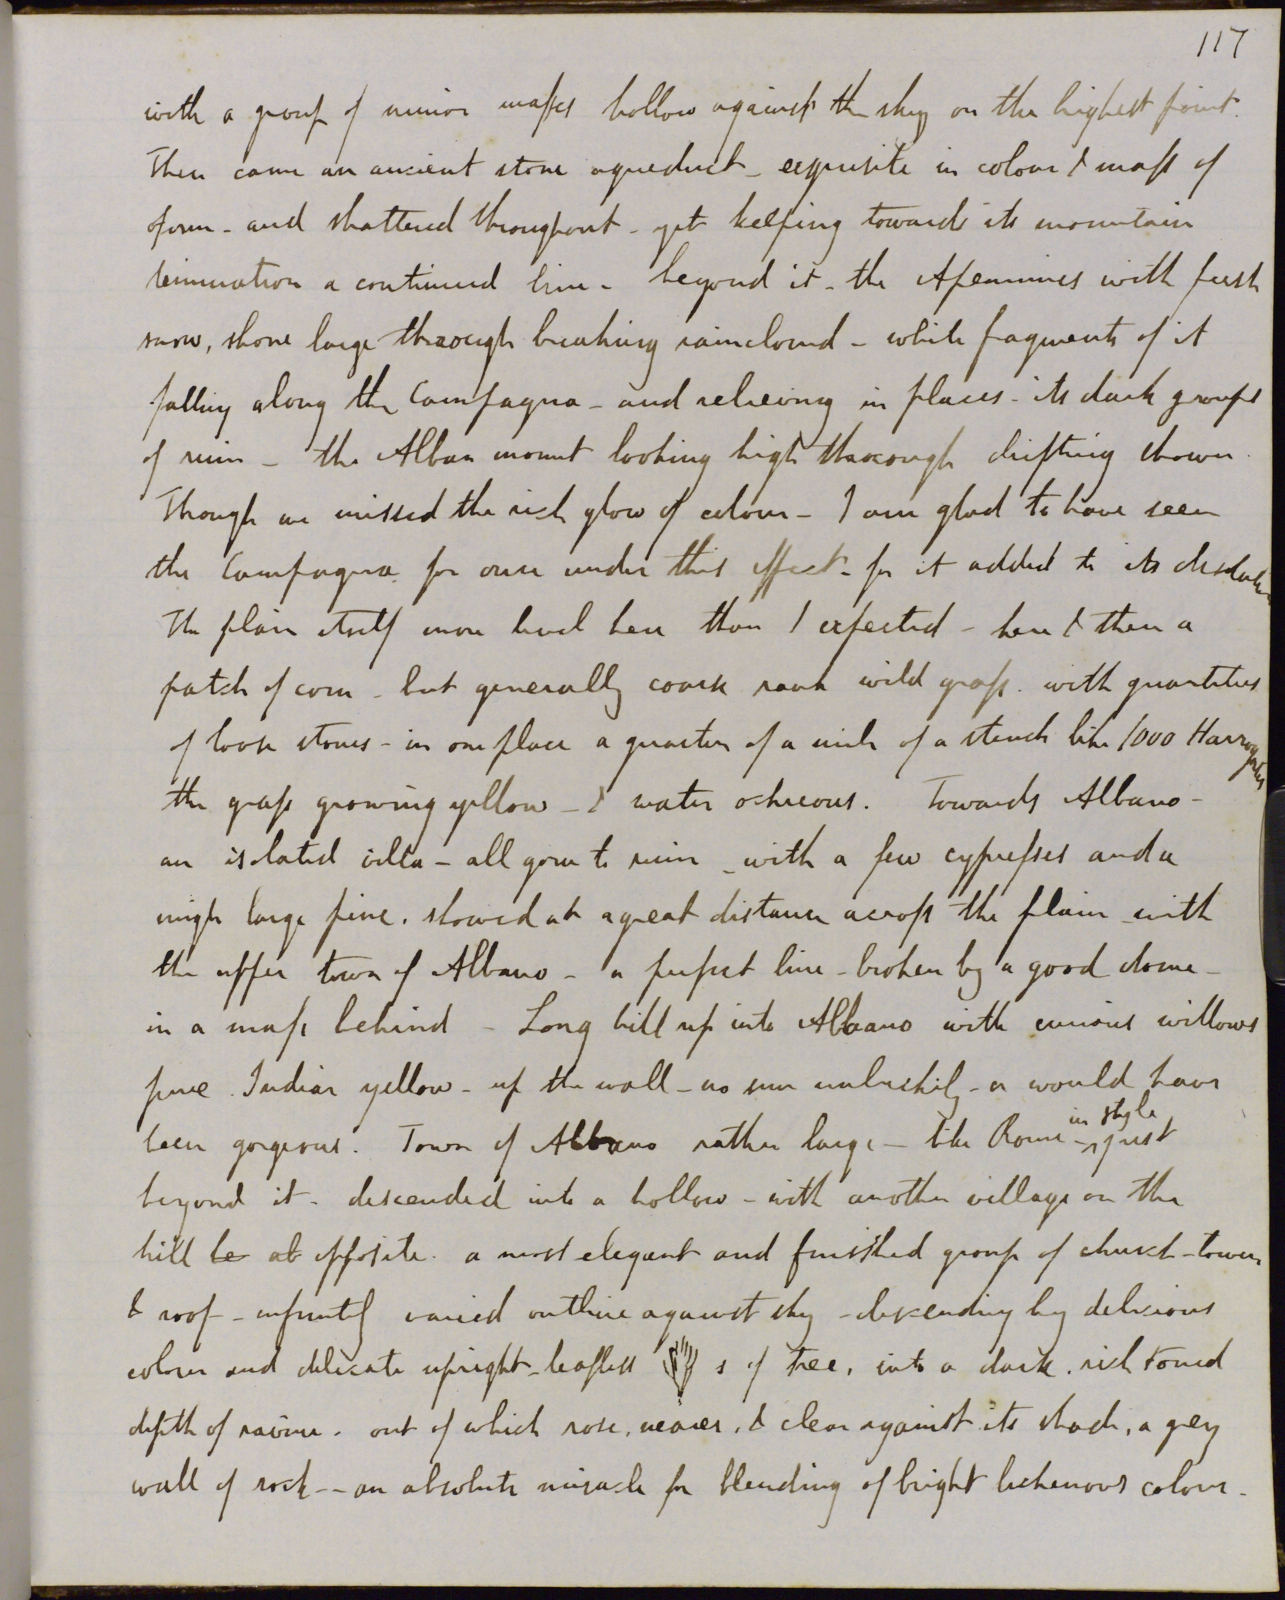 117
with a group of minor masses hollow against the sky on the highest point.
Then came an ancient stone aqueduct - exquisite in colour & mass of
form - and shattered throughout - yet keeping towards its mountain
termination a continued line - beyond it - the Apennines with fresh
snow, shone large through breaking raincloud - while fragments of it
falling along the Campagna - and relieving in places - its dark groups
of ruin - the Alban mount looking high through drifting shower.
Though we missed the rich glow of colour - I am glad to have seen
the Campagna for once under this effect - for it added to its desolation
The plain itself more level here than I expected - here & there a
patch of corn - but generally coarse rank wild grass. with quantities
of loose stones - in one place a quarter of a mile of a stench like 1000 Harrogates
the grass growing yellow - & water ochreous. Towards Albano -
an isolated villa - all gone to ruin - with a few cypresses and a
single large pine. showed at a great distance across the plain with
the upper town of Albano - a perfect line - broken by a good dome -
in a mass behind - Long hill up into Albano with curious willows
pure Indian yellow - up the wall - no sun unluckily - or would have
been gorgeous. Town of Albano rather large - like Rome in style - just
beyond it - descended into a hollow - with another village on the
hill be at opposite. a most elegant and finished group of church-tower
& roof - infinitely varied outline against sky - descending by delicious
colour and delicate upright - leafless s of tree, into a dark, rich toned
depth of ravine. out of which rose, nearer, & clear against its shade, a grey
wall of rock -- an absolute miracle for blending of bright lichenous colour -